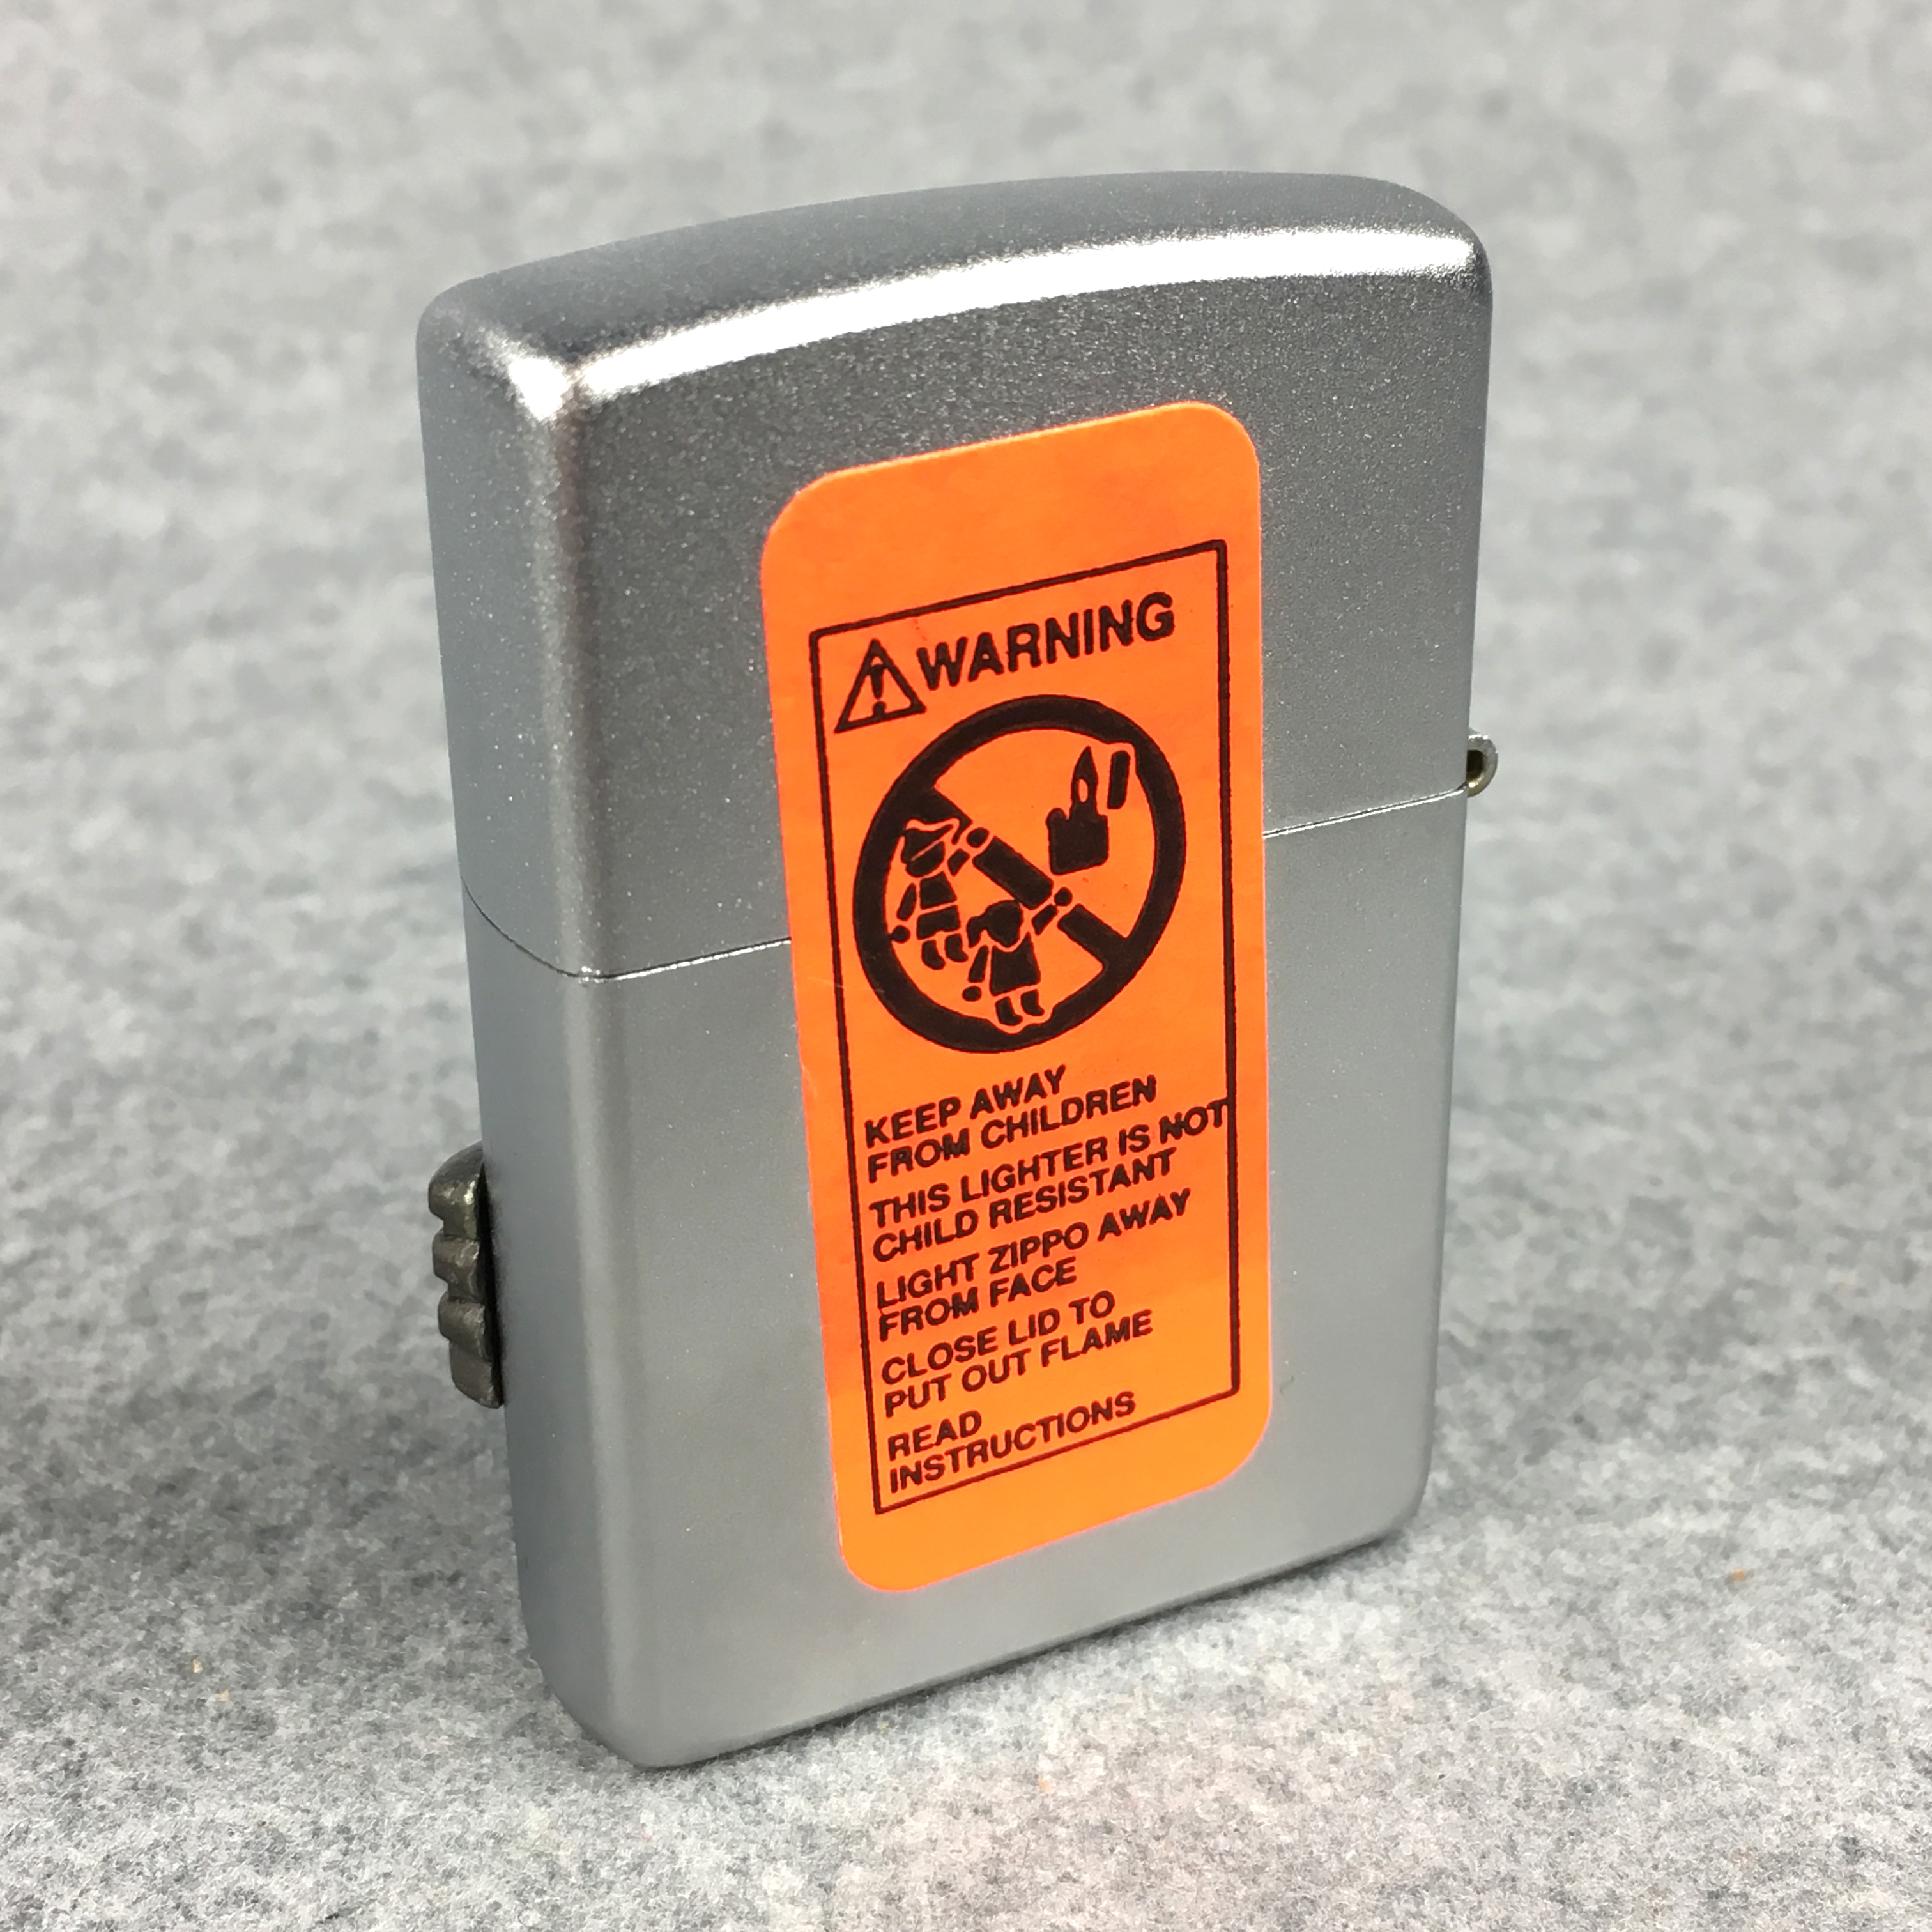 WARNING
KEEP AWAY
FROM CHILDREN
THIS LIGHTER IS NOT
CHILD RESISTANT
LIGHT ZIPPO AWAY
FROM FACE
CLOSE LID TO
PUT OUT FLAME
READ
INSTRUCTIONS